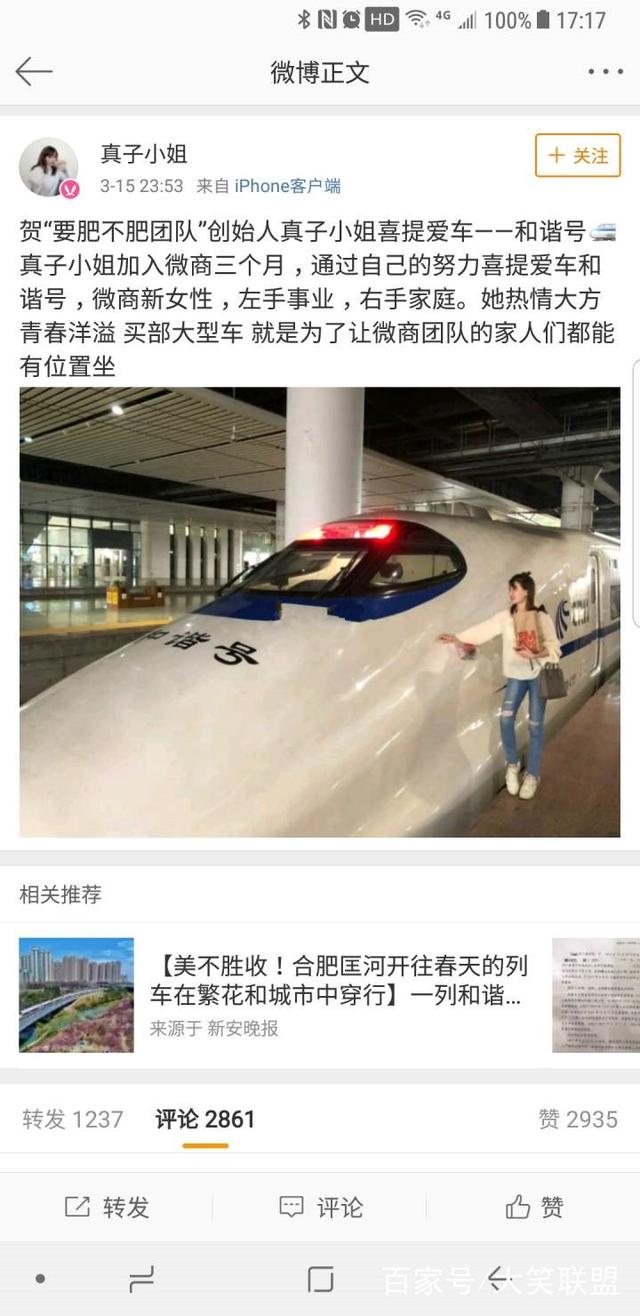 HD 4G 100% 17:17
微博正文
真子小姐
+ 关注
3-15 23:53 来自 iPhone客户端
贺“要肥不肥团队”创始人真子小姐喜提爱车——和谐号
真子小姐加入微商三个月，通过自己的努力喜提爱车和
谐号，微商新女性，左手事业，右手家庭。她热情大方
青春洋溢 买部大型车 就是为了让微商团队的家人们都能
有位置坐
和谐号
CRH
相关推荐
【美不胜收！合肥匡河开往春天的列
车在繁花和城市中穿行】一列和谐...
来源于 新安晚报
转发 1237 评论 2861 赞 2935
转发 评论 赞
百家号/大笑联盟